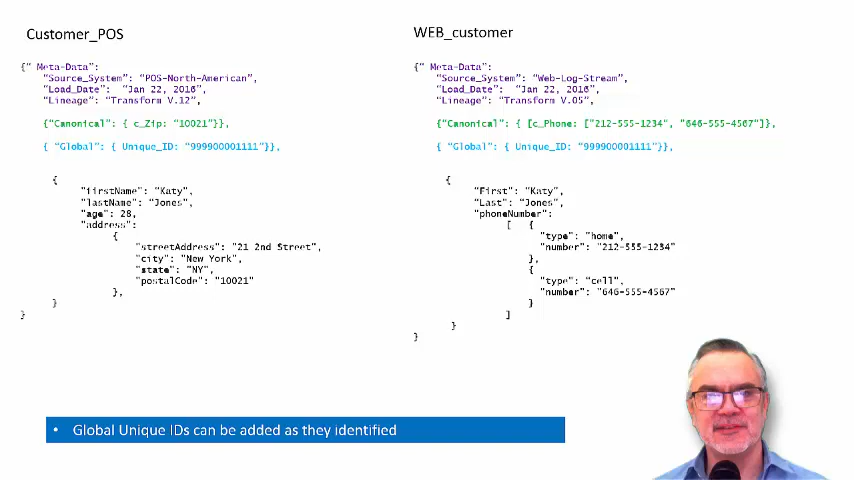 Customer_POS
{" Meta-Data":
"Source_System": "POS-North-American",
"Load_Date":  "Jan 22, 2016",
"Lineage": "Transform V.12",
{"Canonical": { c_Zip: "10021"}},
{ "Global": { Unique_ID: "999900001111"}},
{
"firstName": "Katy",
"lastName": "Jones",
"age": 28,
"address":
{
"streetAddress": "21 2nd Street",
"city": "New York",
"state": "NY",
"postalCode": "10021"
},
}
}
WEB_customer
{" Meta-Data":
"Source_System": "Web-Log-Stream",
"Load_Date":  "Jan 22, 2016",
"Lineage": "Transform V.05",
{"Canonical": { [c_Phone: ["212-555-1234", "646-555-4567"]},
{ "Global": { Unique_ID: "999900001111"}},
{
"First": "Katy",
"Last": "Jones",
"phoneNumber":
[  {
"type": "home",
"number": "212-555-1234"
},
{
"type": "cell",
"number": "646-555-4567"
}
]
}
}
• Global Unique IDs can be added as they identified